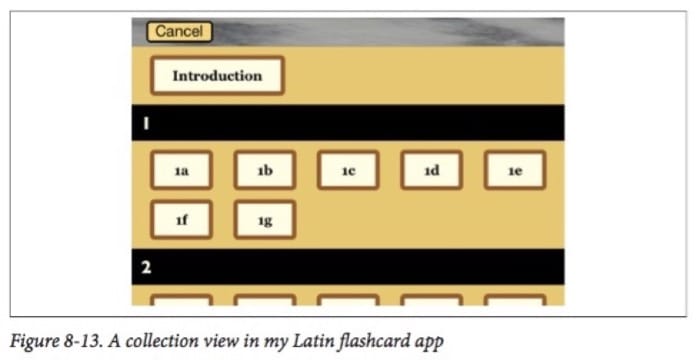 Cancel
Introduction
1
1a 1b 1c 1d 1e
1f 1g
2
Figure 8-13. A collection view in my Latin flashcard app